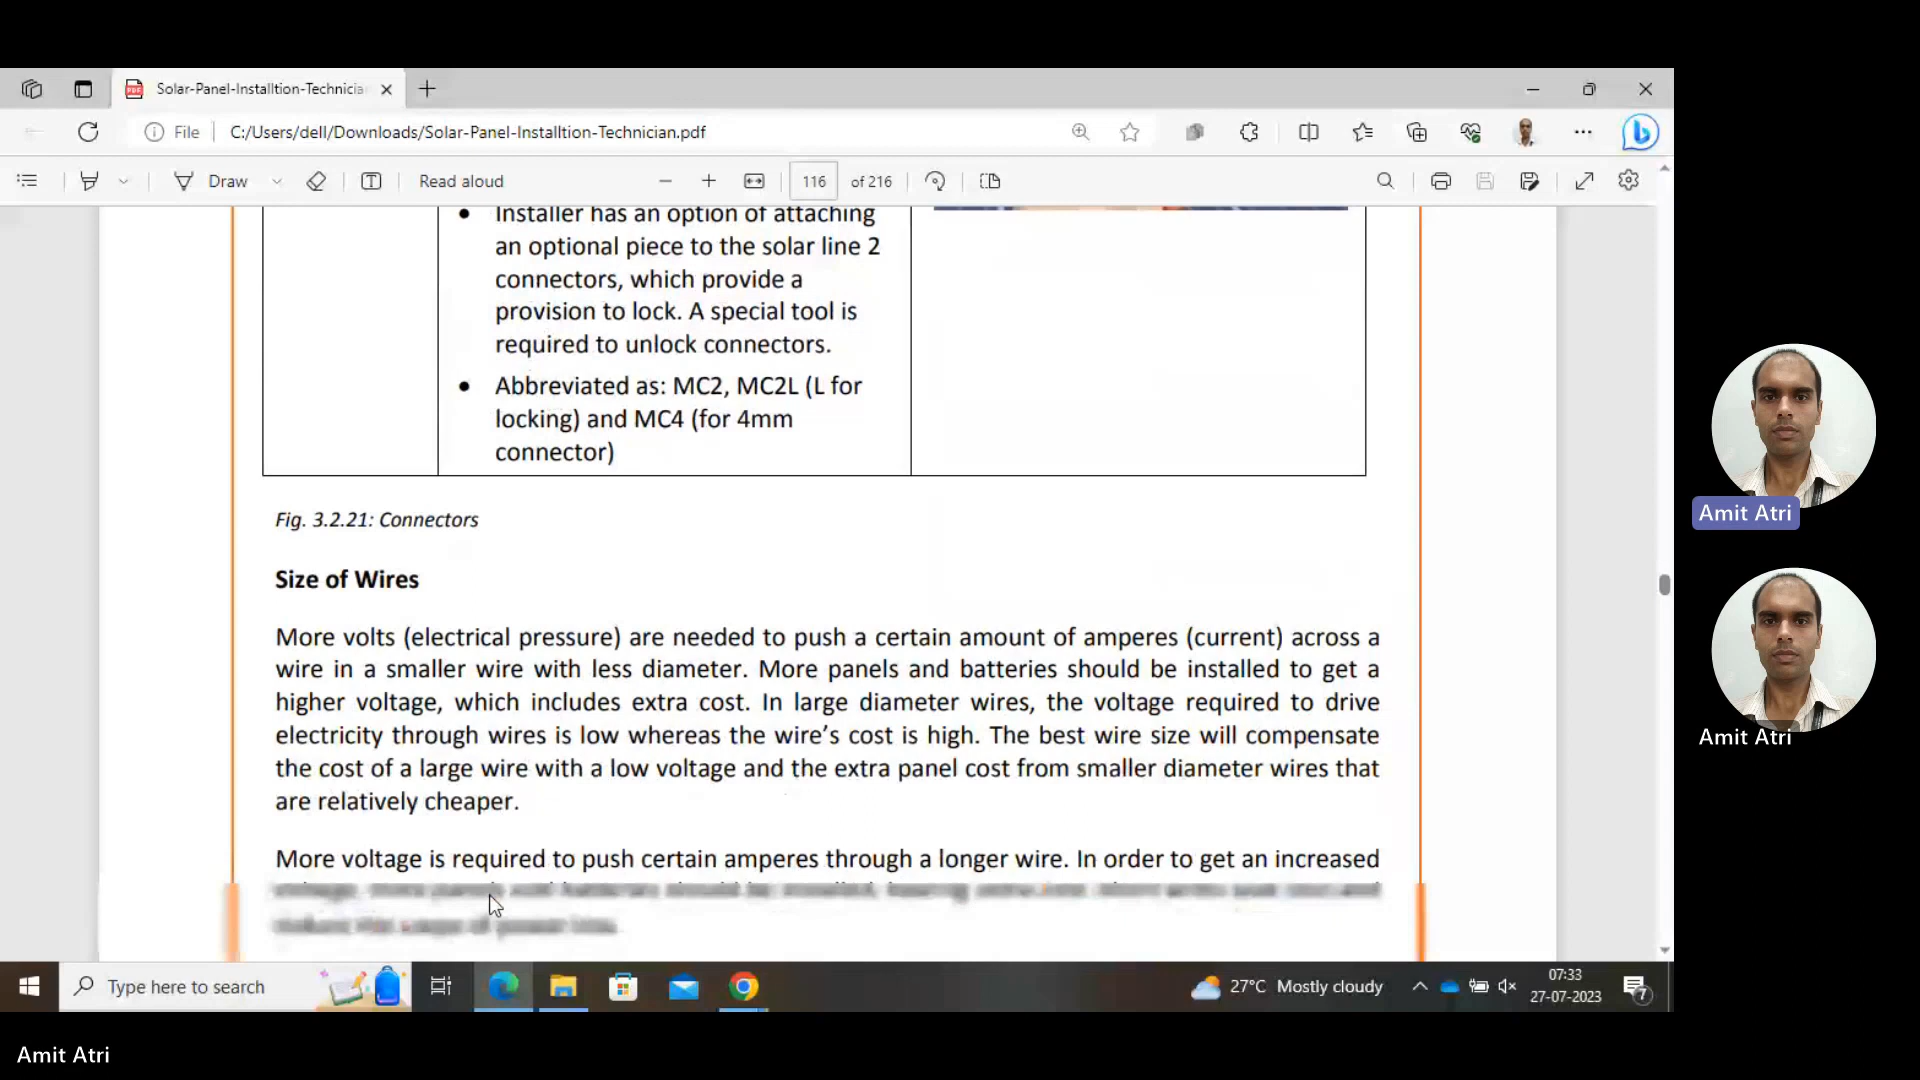 Solar-Panel-Installtion-Technicia
File
C:/Users/dell/Downloads/Solar-Panel-Installtion-Technician.pdf
Draw
Read aloud
116
of 216
Installer has an option of attaching
an optional piece to the solar line 2
connectors, which provide a
provision to lock. A special tool is
required to unlock connectors.
Abbreviated as: MC2, MC2L (L for
locking) and MC4 (for 4mm
connector)
Fig. 3.2.21: Connectors
Size of Wires
More volts (electrical pressure) are needed to push a certain amount of amperes (current) across a
wire in a smaller wire with less diameter. More panels and batteries should be installed to get a
higher voltage, which includes extra cost. In large diameter wires, the voltage required to drive
electricity through wires is low whereas the wire’s cost is high. The best wire size will compensate
the cost of a large wire with a low voltage and the extra panel cost from smaller diameter wires that
are relatively cheaper.
More voltage is required to push certain amperes through a longer wire. In order to get an increased
Type here to search
27°C Mostly cloudy
07:33
27-07-2023
7
Amit Atri
Amit Atri
Amit Atri